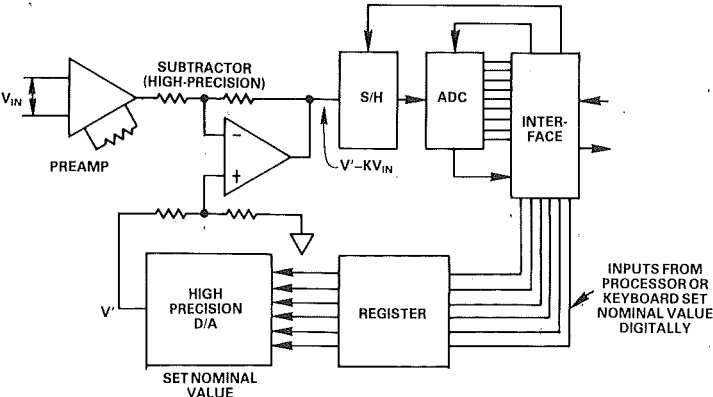 SUBTRACTOR
(HIGH-PRECISION)
VIN
PREAMP
−
+
S/H
ADC
INTER-
FACE
V'−KVIN
V'
HIGH
PRECISION
D/A
SET NOMINAL
VALUE
REGISTER
INPUTS FROM
PROCESSOR OR
KEYBOARD SET
NOMINAL VALUE
DIGITALLY